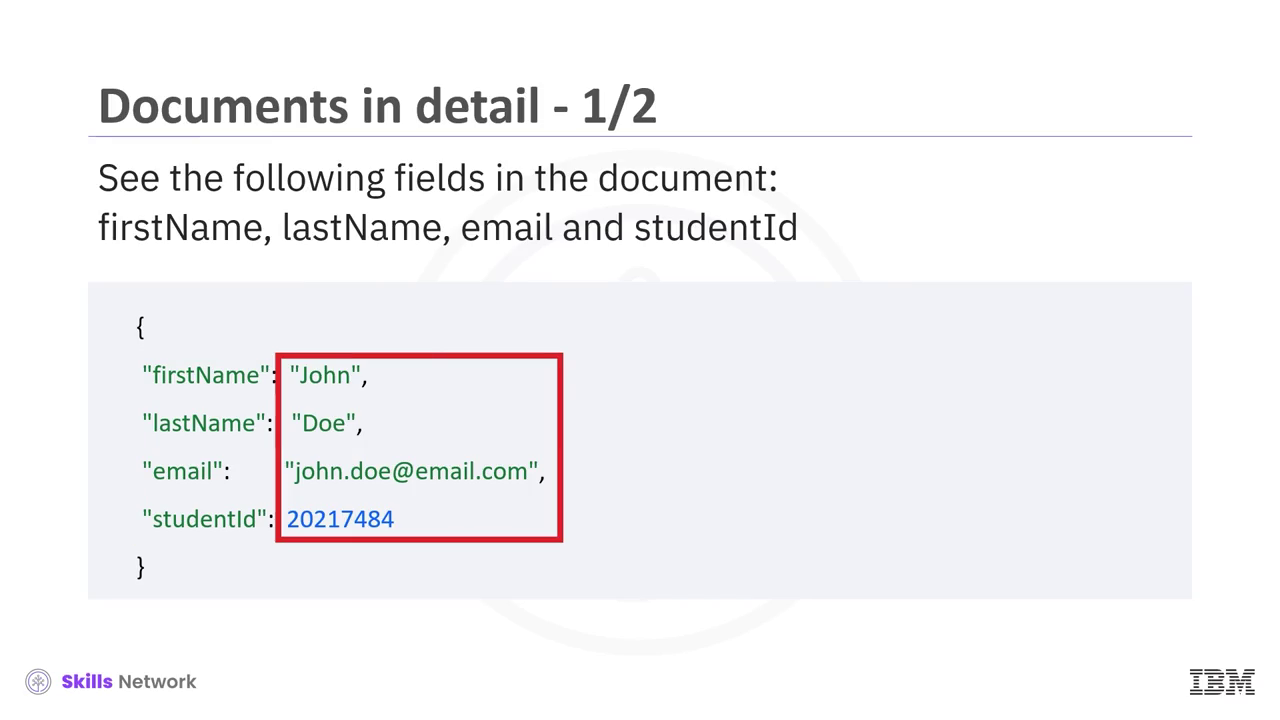 Documents in detail - 1/2
See the following fields in the document:
firstName, lastName, email and studentId
{
"firstName": "John",
"lastName": "Doe",
"email": "john.doe@email.com",
"studentId": 20217484
}
Skills Network
IBM